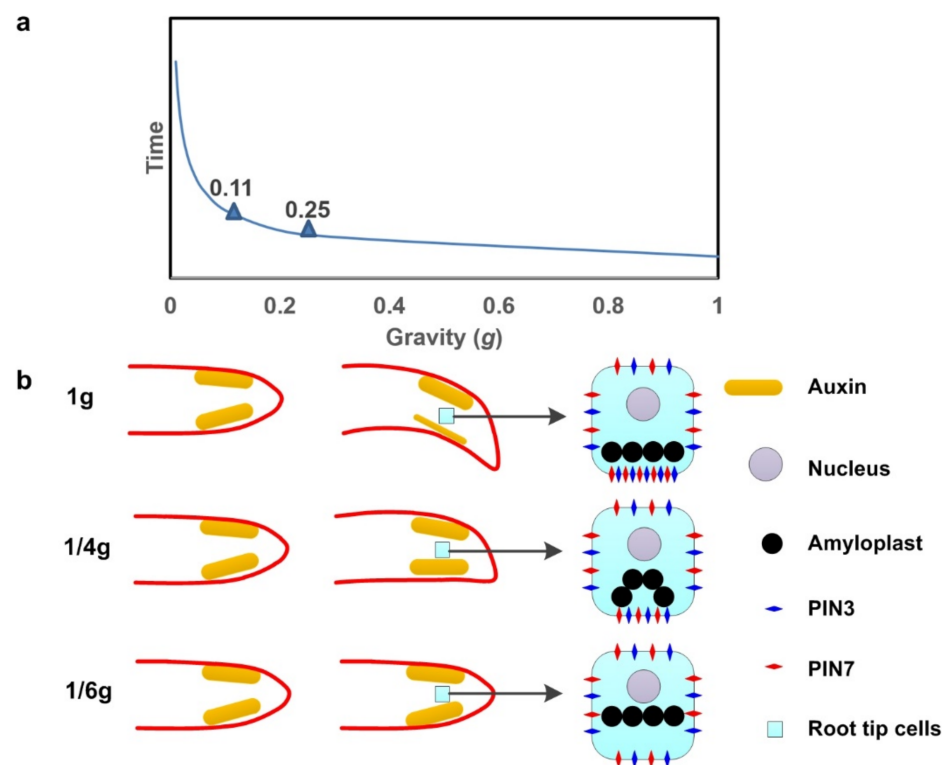 a
Time
0.11
0.25
0 0.2 0.4 0.6 0.8 1
Gravity (g)
b
1g
1/4g
1/6g
Auxin
Nucleus
Amyloplast
PIN3
PIN7
Root tip cells